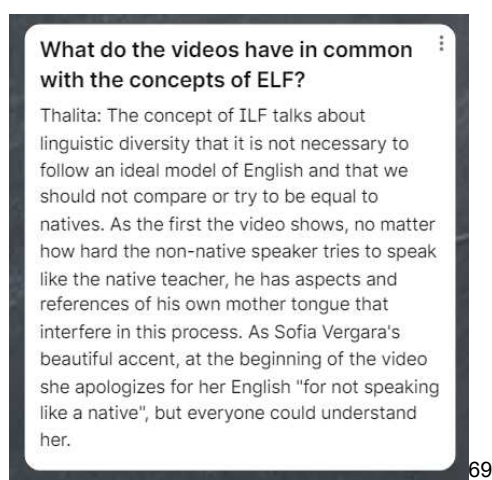 What do the videos have in common
with the concepts of ELF?
Thalita: The concept of ILF talks about
linguistic diversity that it is not necessary to
follow an ideal model of English and that we
should not compare or try to be equal to
natives. As the first the video shows, no matter
how hard the non-native speaker tries to speak
like the native teacher, he has aspects and
references of his own mother tongue that
interfere in this process. As Sofia Vergara's
beautiful accent, at the beginning of the video
she apologizes for her English "for not speaking
like a native", but everyone could understand
her.
69